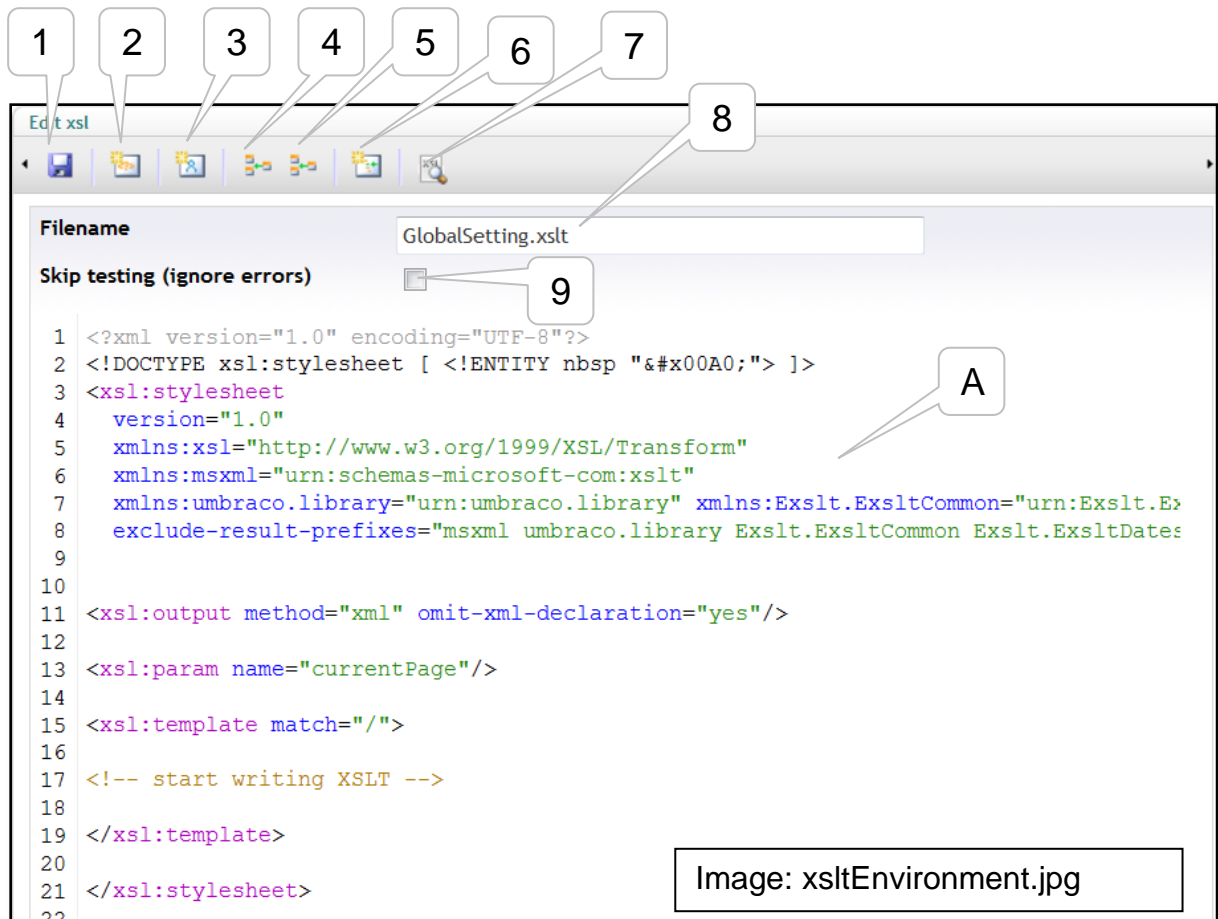 1 2 3 4 5 6 7
Edit xsl
8
Filename GlobalSetting.xslt
Skip testing (ignore errors)
9
1 <?xml version="1.0" encoding="UTF-8"?>
2 <!DOCTYPE xsl:stylesheet [ <!ENTITY nbsp "&#x00A0;"> ]>
A
3 <xsl:stylesheet
4 version="1.0"
5 xmlns:xsl="http://www.w3.org/1999/XSL/Transform"
6 xmlns:msxml="urn:schemas-microsoft-com:xslt"
7 xmlns:umbraco.library="urn:umbraco.library" xmlns:Exslt.ExsltCommon="urn:Exslt.Ex
8 exclude-result-prefixes="msxml umbraco.library Exslt.ExsltCommon Exslt.ExsltDates
9
10
11 <xsl:output method="xml" omit-xml-declaration="yes"/>
12
13 <xsl:param name="currentPage"/>
14
15 <xsl:template match="/">
16
17 <!-- start writing XSLT -->
18
19 </xsl:template>
20
21 </xsl:stylesheet>
22
Image: xsltEnvironment.jpg